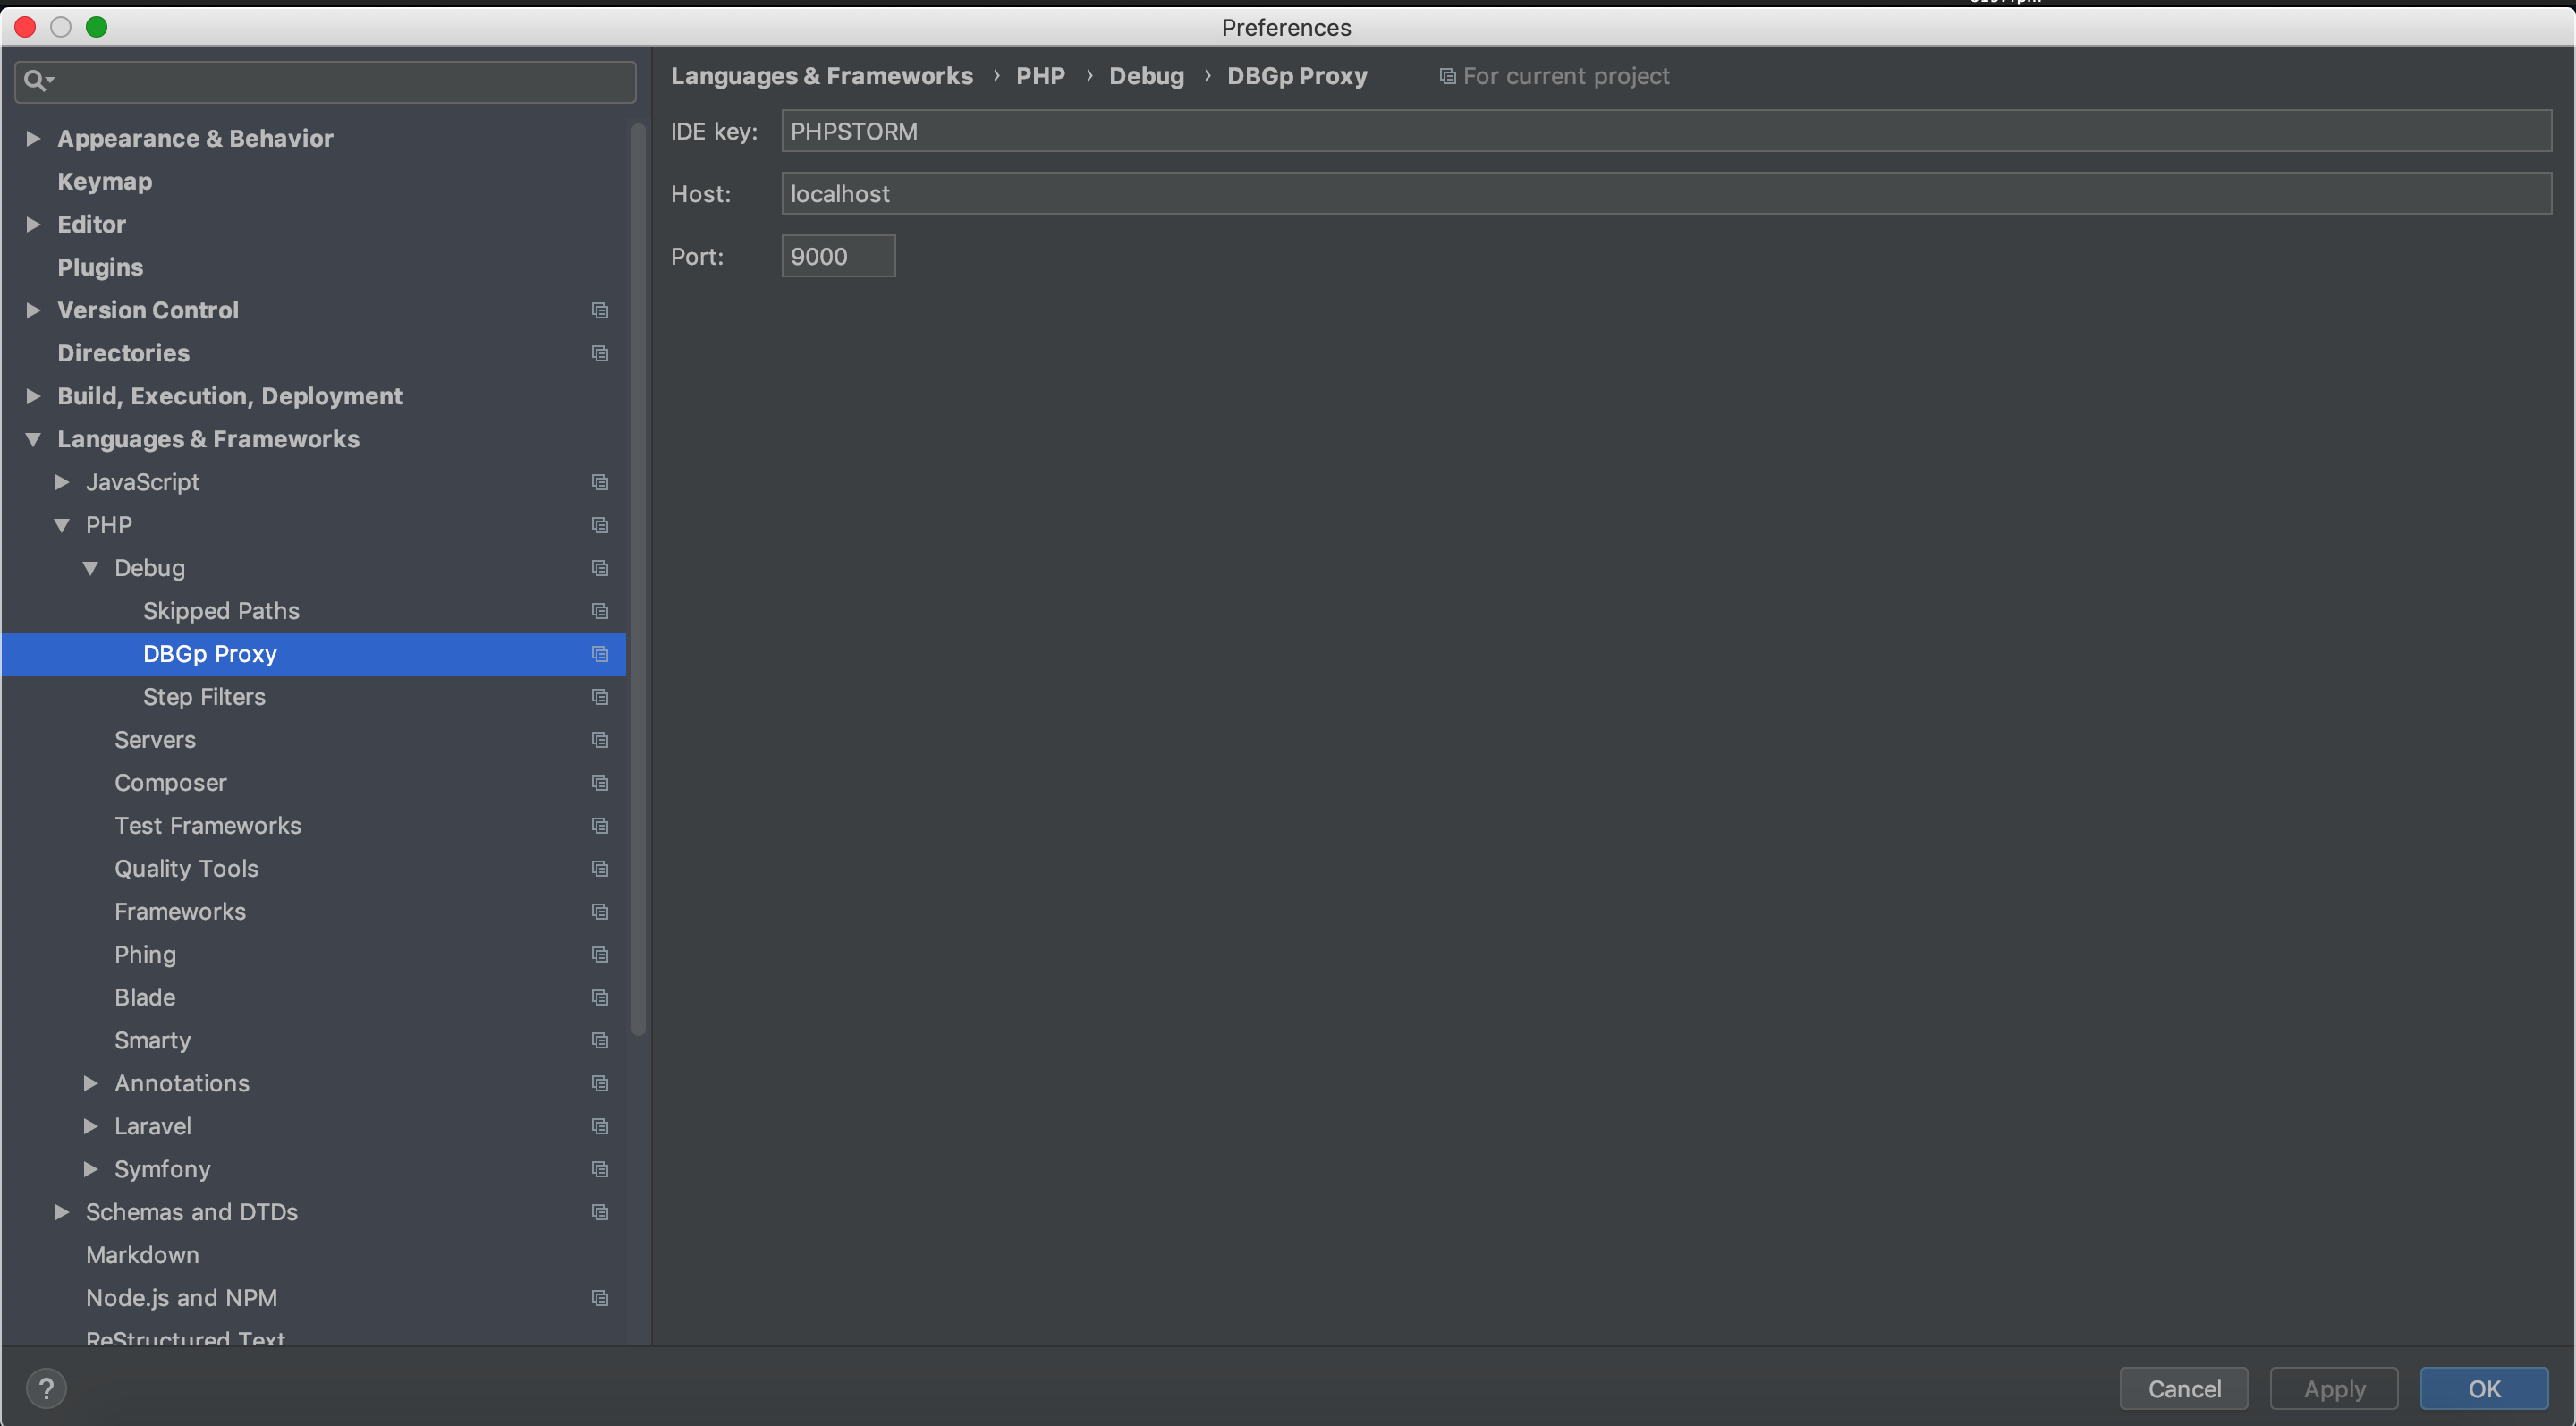 Preferences
Languages & Frameworks › PHP › Debug › DBGp Proxy For current project
IDE key: PHPSTORM
Host: localhost
Port: 9000
Appearance & Behavior
Keymap
Editor
Plugins
Version Control
Directories
Build, Execution, Deployment
Languages & Frameworks
JavaScript
PHP
Debug
Skipped Paths
DBGp Proxy
Step Filters
Servers
Composer
Test Frameworks
Quality Tools
Frameworks
Phing
Blade
Smarty
Annotations
Laravel
Symfony
Schemas and DTDs
Markdown
Node.js and NPM
ReStructured Text
?
Cancel
Apply
OK